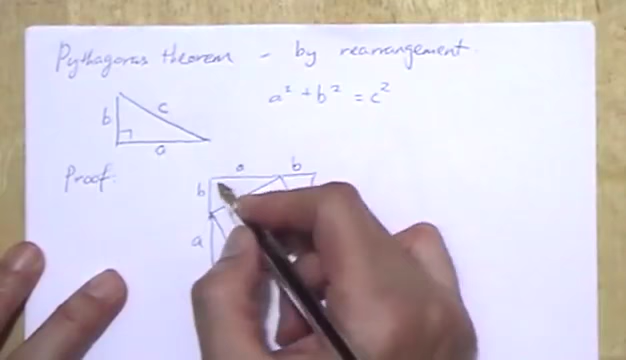 Pythagoras theorem - by rearrangement.
a² + b² = c²
b c
a
Proof:
a b
b
a